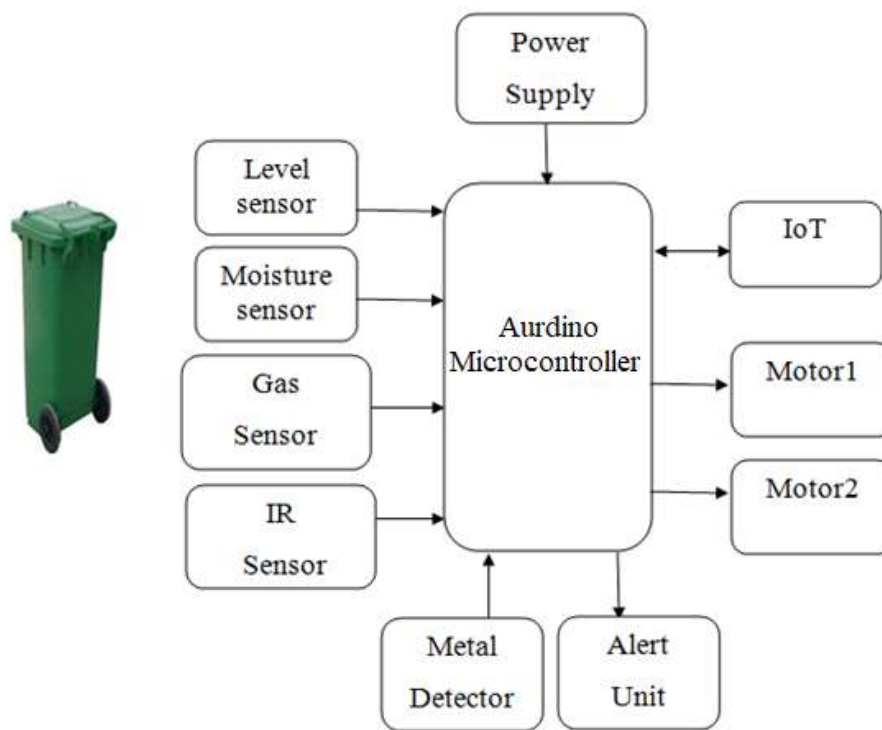 Power
Supply
Level
sensor
Moisture
sensor
Gas
Sensor
IR
Sensor
Aurdino
Microcontroller
IoT
Motor1
Motor2
Metal
Detector
Alert
Unit